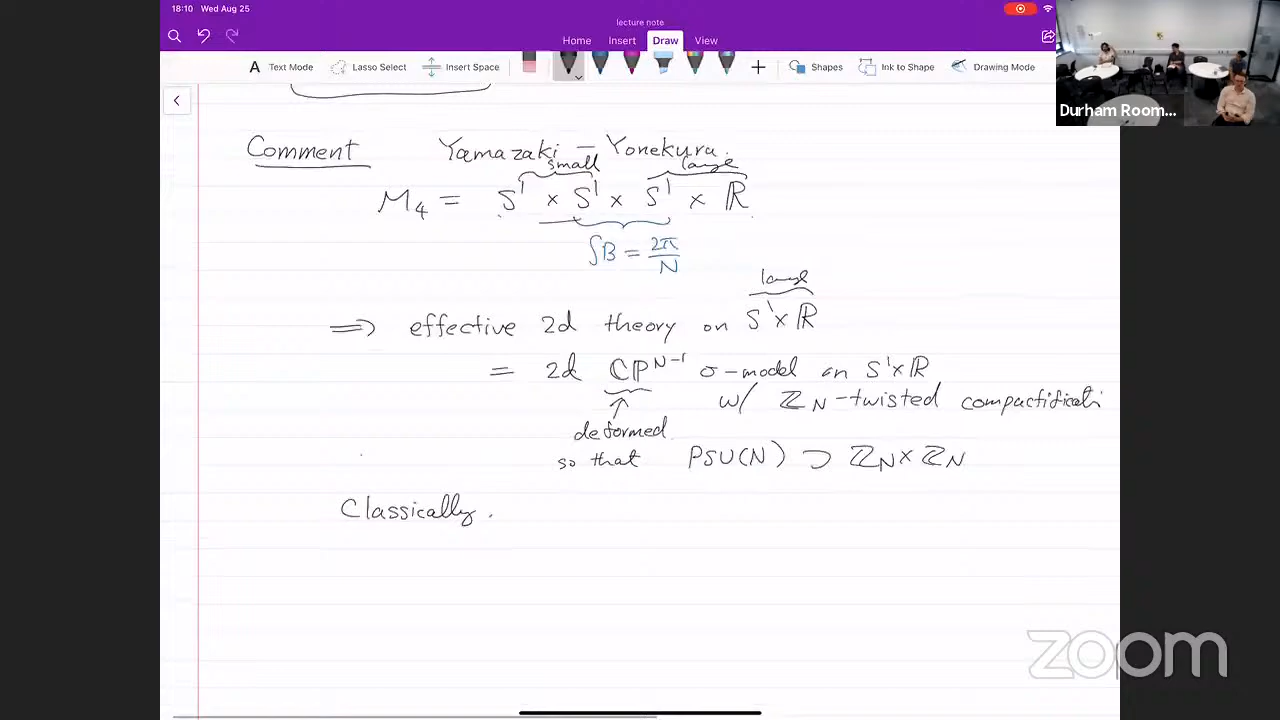 18:10 Wed Aug 25
lecture note
Home Insert Draw View
Text Mode Lasso Select Insert Space Shapes Ink to Shape Drawing Mode
Durham Room...
Comment Yamazaki – Yonekura.
small large
M₄ = S¹ × S¹ × S¹ × ℝ
∫B = 2π/N
large
⇒ effective 2d theory on S¹×ℝ
= 2d ℂℙᴺ⁻¹ σ-model on S¹×ℝ
w/ ℤN-twisted compactificati
deformed
so that PSU(N) ⊃ ℤN×ℤN
Classically.
zoom